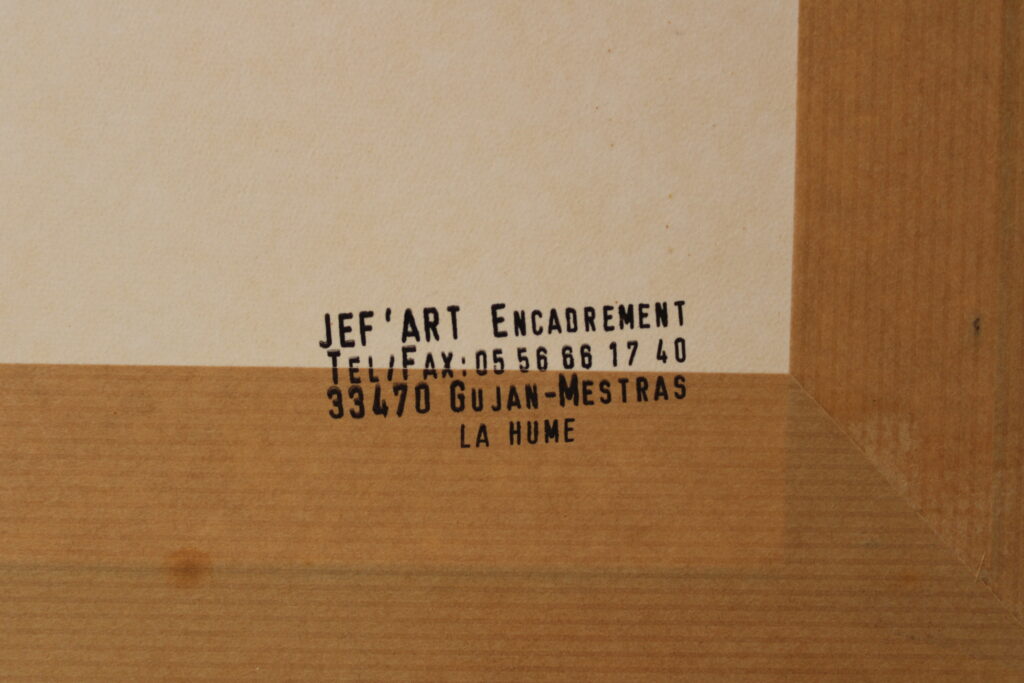 JEF'ART ENCADREMENT
TEL/FAX:05 56 66 17 40
33470 GUJAN-MESTRAS
LA HUME